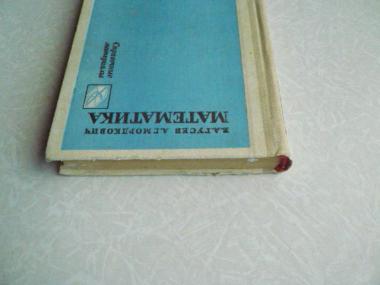 В.А.ГУСЕВ А.Г.МОРДКОВИЧ
МАТЕМАТИКА
Справочные
материалы